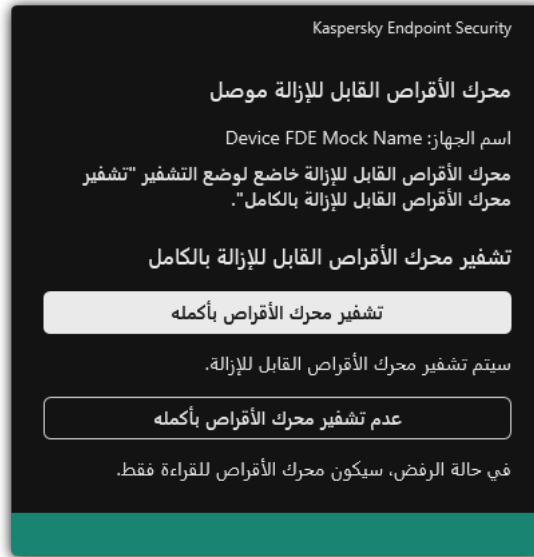 Kaspersky Endpoint Security
محرك الأقراص القابل للإزالة موصل
اسم الجهاز: Device FDE Mock Name
محرك الأقراص القابل للإزالة خاضع لوضع التشفير "تشفير
محرك الأقراص القابل للإزالة بالكامل".
تشفير محرك الأقراص القابل للإزالة بالكامل
تشفير محرك الأقراص بأكمله
سيتم تشفير محرك الأقراص القابل للإزالة.
عدم تشفير محرك الأقراص بأكمله
في حالة الرفض، سيكون محرك الأقراص للقراءة فقط.